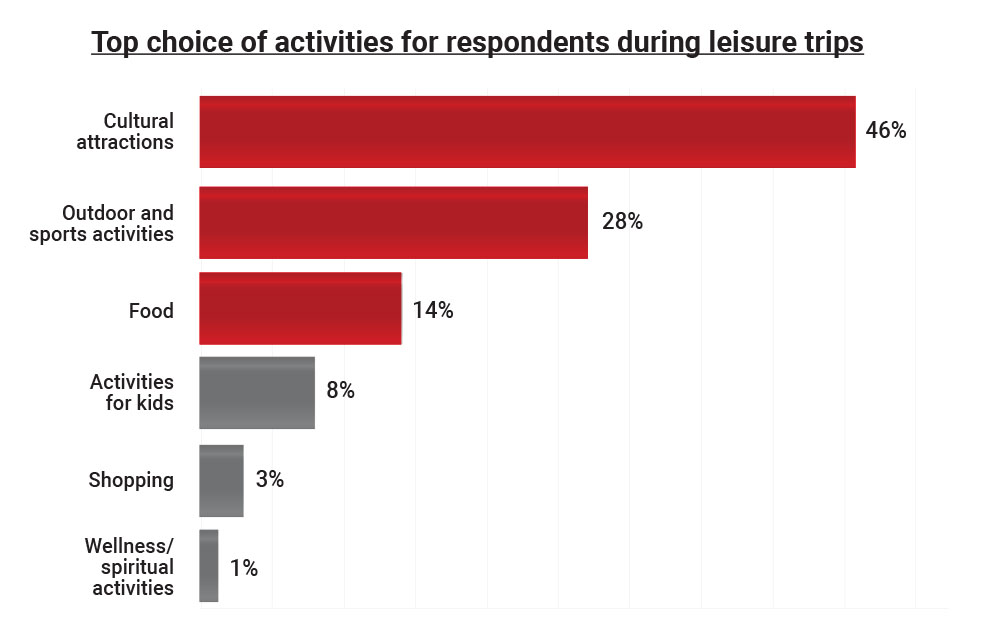 Top choice of activities for respondents during leisure trips
Cultural
attractions
46%
Outdoor and
sports activities
28%
Food
14%
Activities
for kids
8%
Shopping
3%
Wellness/
spiritual
activities
1%